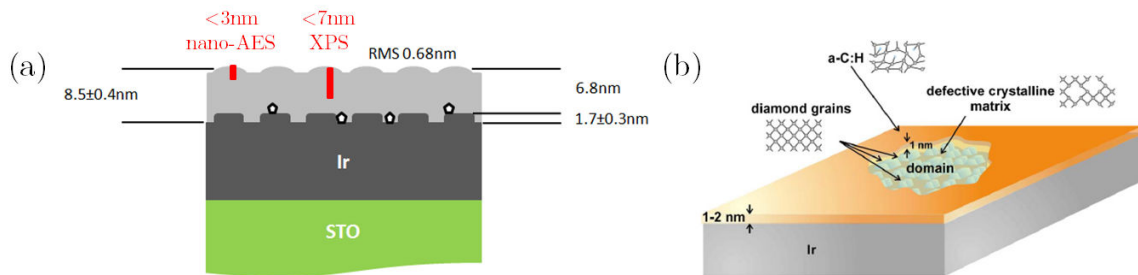 (a)
<3nm
nano-AES
<7nm
XPS
RMS 0.68nm
8.5±0.4nm
6.8nm
1.7±0.3nm
Ir
STO
(b)
a-C:H
diamond grains
defective crystalline
matrix
1 nm
domain
1-2 nm
Ir